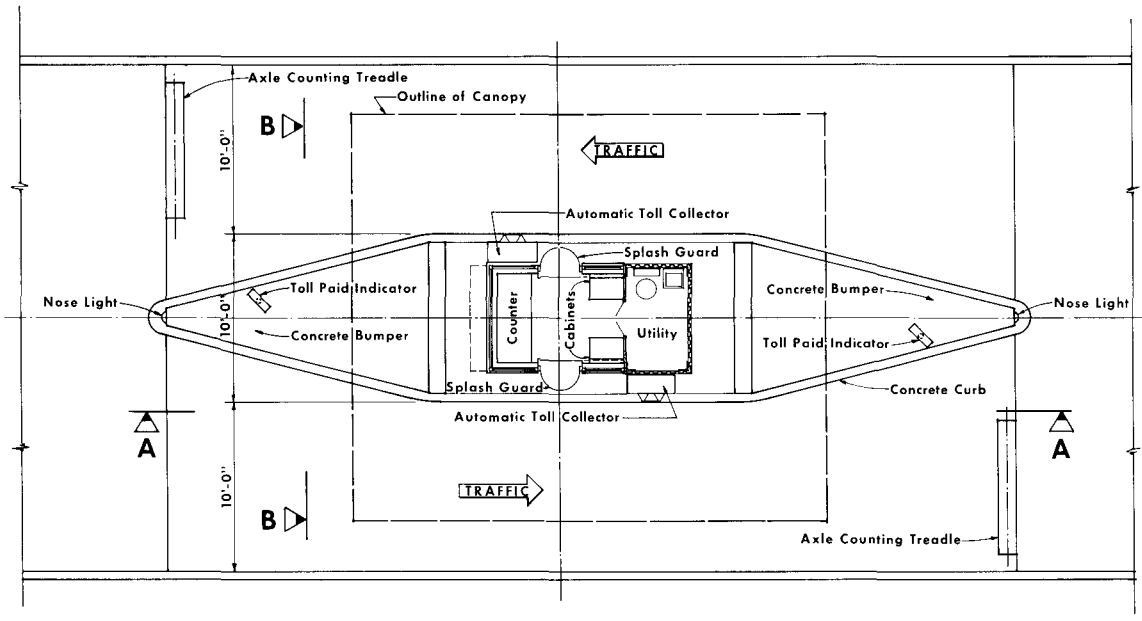 Axle Counting Treadle
Outline of Canopy
B
10'-0"
TRAFFIC
Automatic Toll Collector
Splash Guard
Nose Light
Toll Paid Indicator
10'-0"
Concrete Bumper
Counter
Cabinets
Utility
Concrete Bumper
Nose Light
Toll Paid Indicator
Splash Guard
Concrete Curb
Automatic Toll Collector
A
A
10'-0"
TRAFFIC
B
Axle Counting Treadle